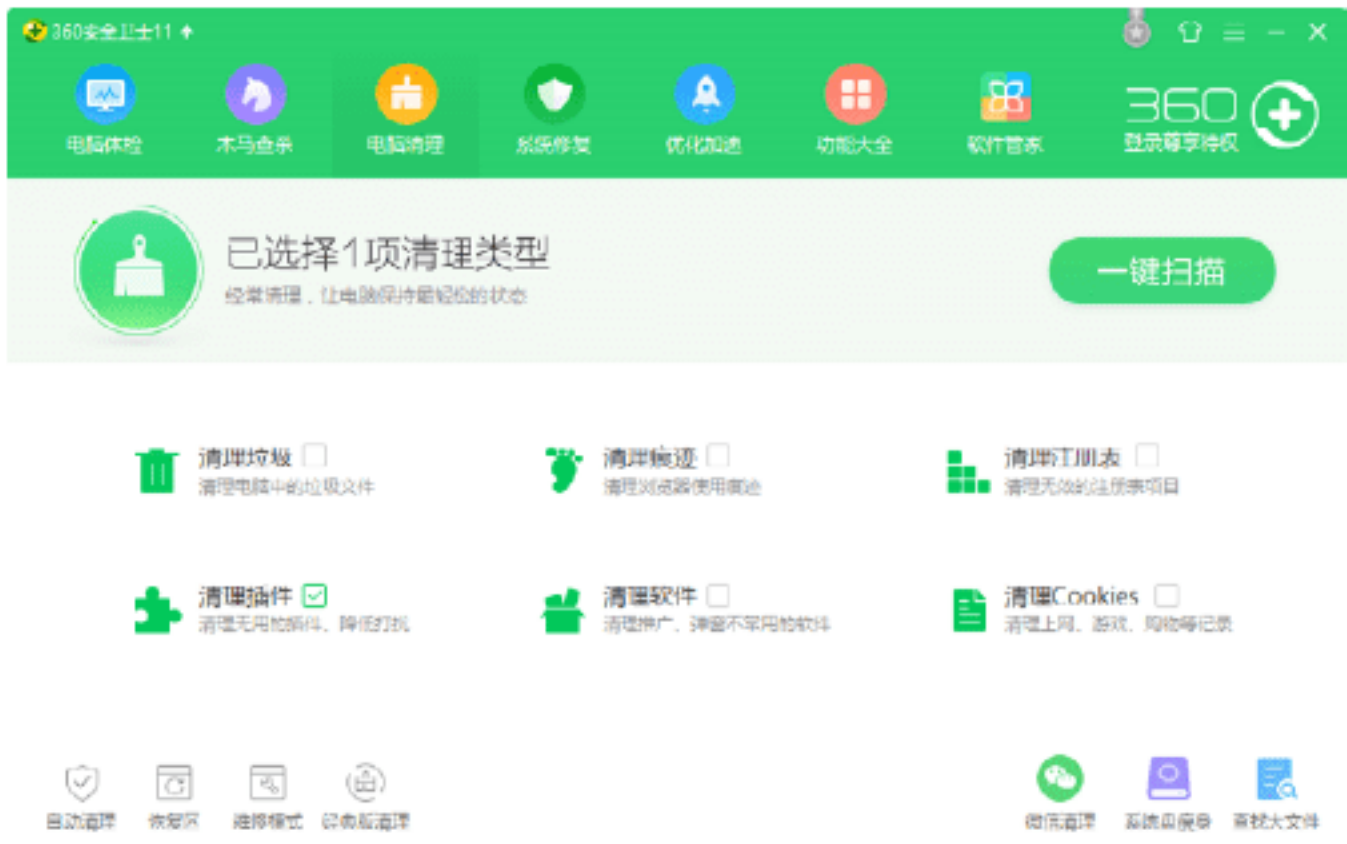 360安全卫士11
电脑体检
木马查杀
电脑清理
系统修复
优化加速
功能大全
软件管家
360
登录尊享特权
已选择1项清理类型
经常清理，让电脑保持最轻松的状态
一键扫描
清理垃圾
清理电脑中的垃圾文件
清理痕迹
清理浏览器使用痕迹
清理注册表
清理无效的注册表项目
清理插件
清理无用的插件、降低打扰
清理软件
清理推广、弹窗不常用的软件
清理Cookies
清理上网、游戏、购物等记录
自动清理
恢复区
维修模式
经典版清理
微信清理
系统盘瘦身
查找大文件